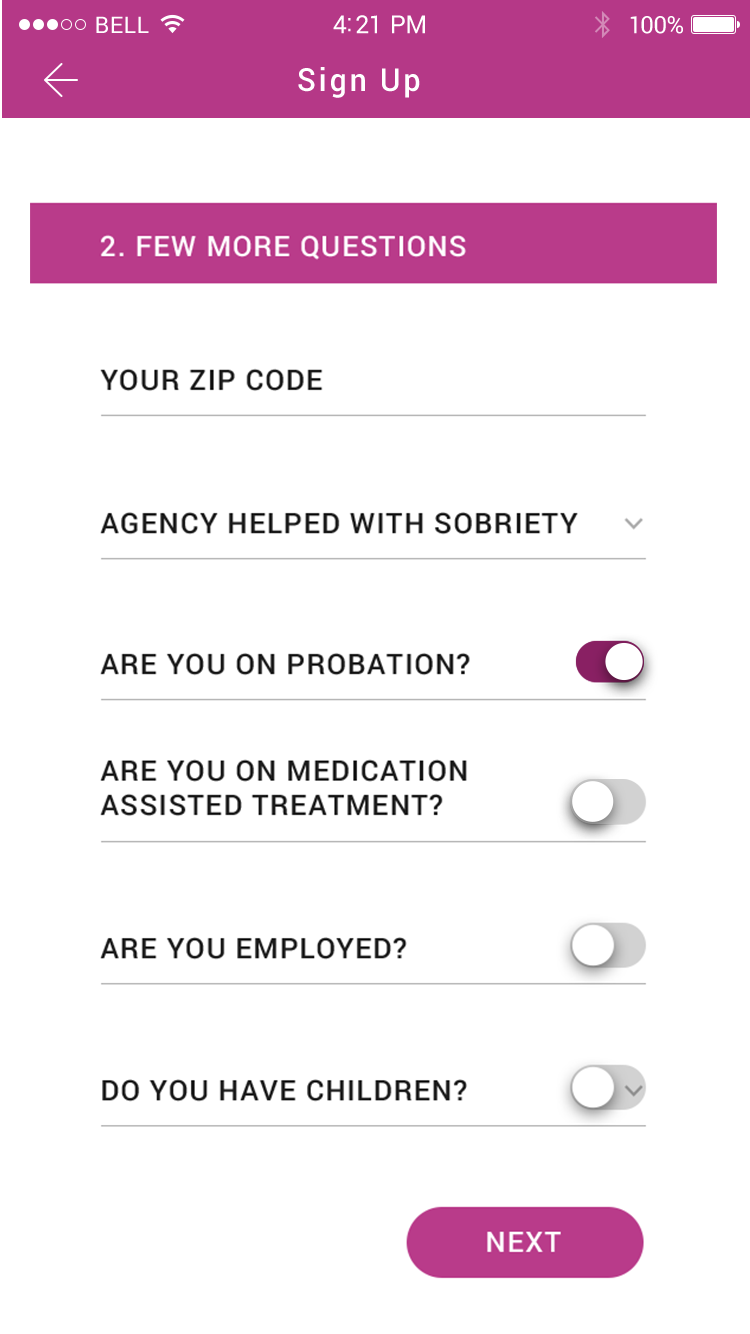 BELL 4:21 PM 100%
Sign Up
2. FEW MORE QUESTIONS
YOUR ZIP CODE
AGENCY HELPED WITH SOBRIETY
ARE YOU ON PROBATION?
ARE YOU ON MEDICATION
ASSISTED TREATMENT?
ARE YOU EMPLOYED?
DO YOU HAVE CHILDREN?
NEXT